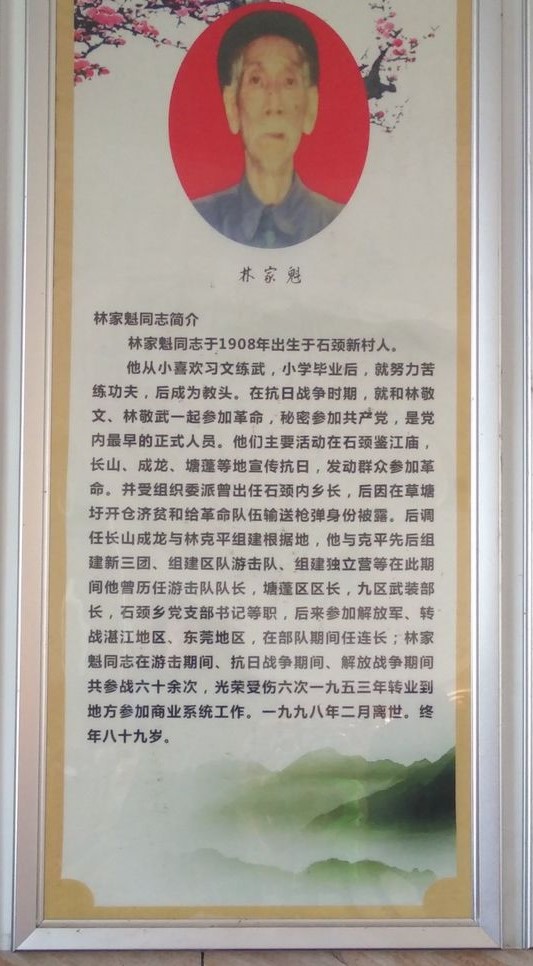 林家魁
林家魁同志简介
林家魁同志于1908年出生于石颈新村人。
他从小喜欢习文练武，小学毕业后，就努力苦
练功夫，后成为教头。在抗日战争时期，就和林敬
文、林敬武一起参加革命，秘密参加共产党，是党
内最早的正式人员。他们主要活动在石颈鉴江庙，
长山、成龙、塘蓬等地宣传抗日，发动群众参加革
命。并受组织委派曾出任石颈内乡长，后因在草塘
圩开仓济贫和给革命队伍输送枪弹身份被露。后调
任长山成龙与林克平组建根据地，他与克平先后组
建新三团、组建区队游击队、组建独立营等在此期
间他曾历任游击队队长，塘蓬区区长，九区武装部
长，石颈乡党支部书记等职，后来参加解放军、转
战湛江地区、东莞地区，在部队期间任连长；林家
魁同志在游击期间、抗日战争期间、解放战争期间
共参战六十余次，光荣受伤六次一九五三年转业到
地方参加商业系统工作。一九九八年二月离世。终
年八十九岁。